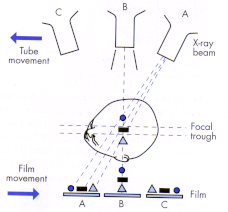 C
B
A
Tube
movement
X-ray
beam
Focal
trough
Film
movement
Film
A
B
C